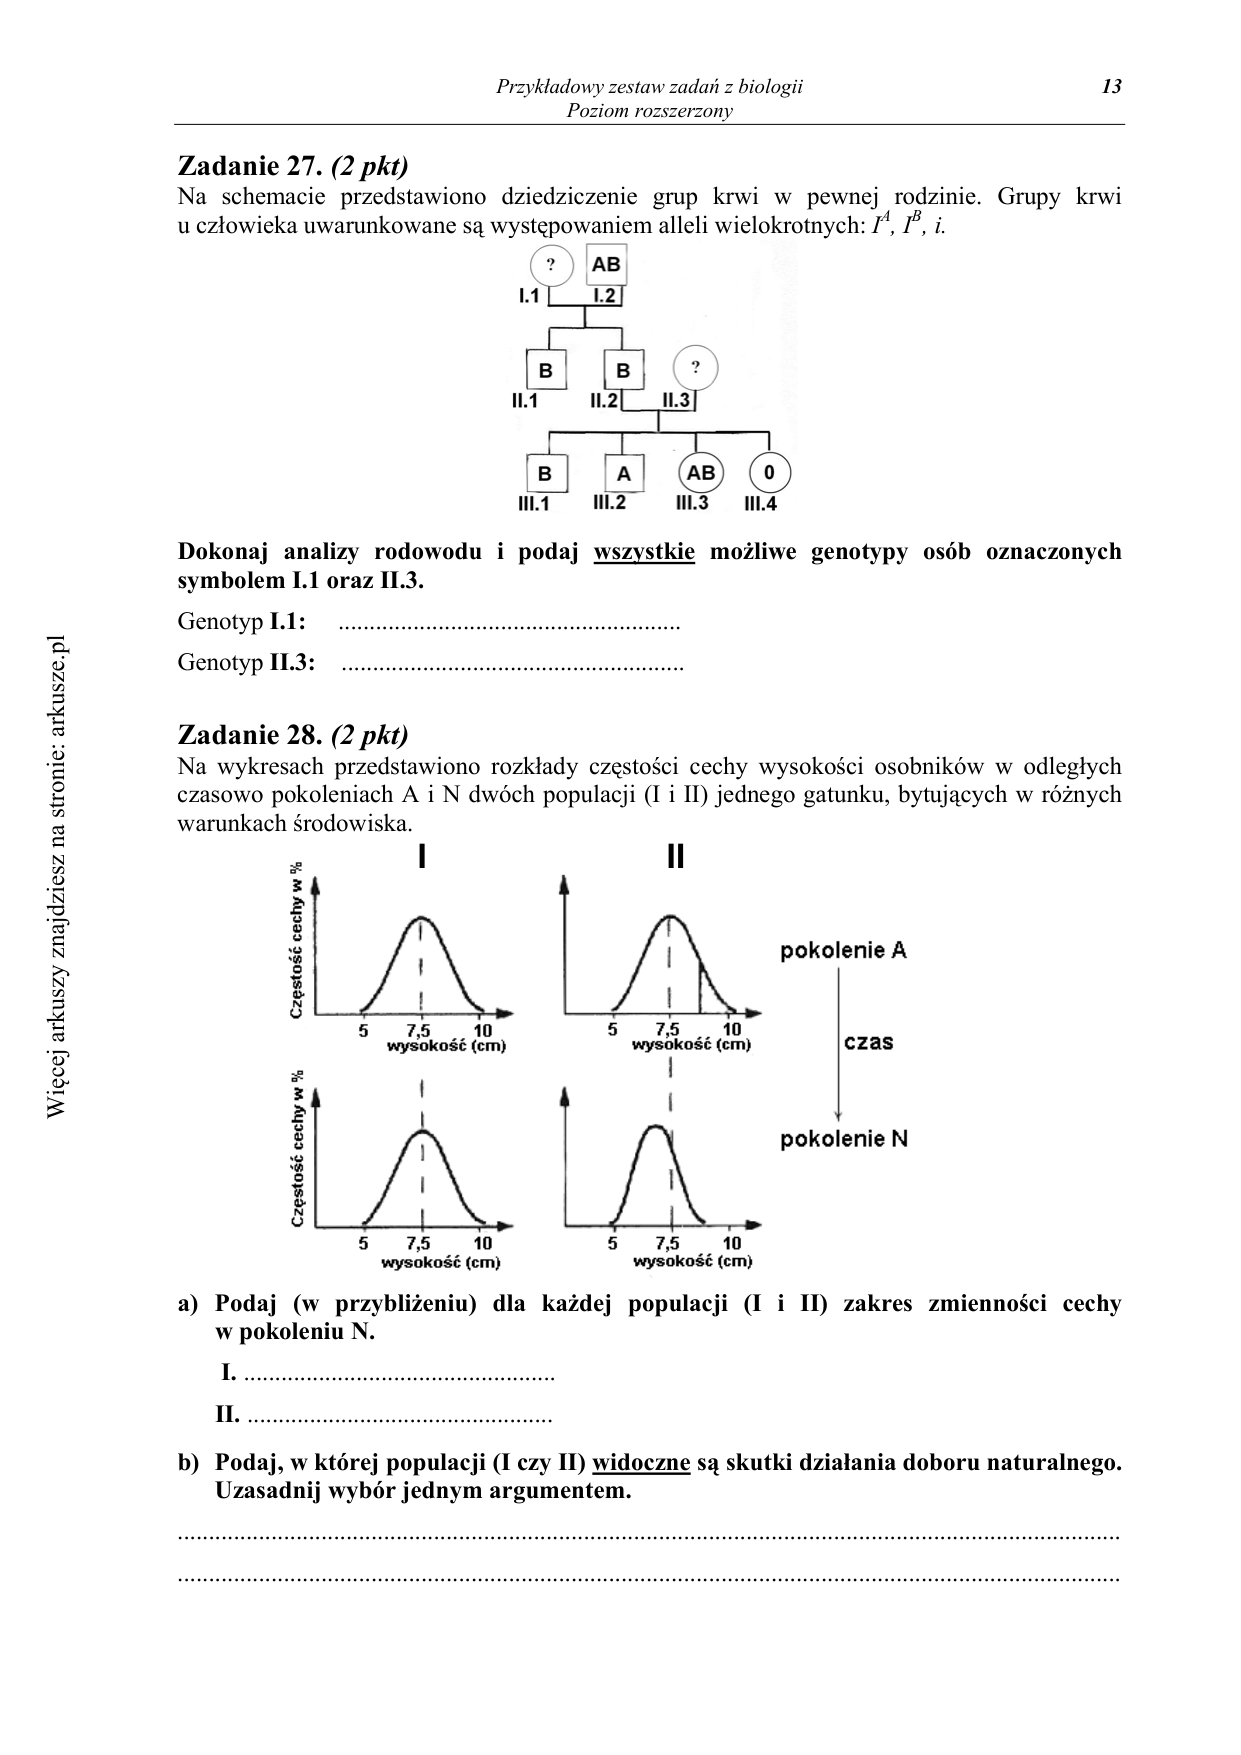 Przykładowy zestaw zadań z biologii
13
Poziom rozszerzony
Zadanie 27. (2 pkt)
Na schemacie przedstawiono dziedziczenie grup krwi w pewnej rodzinie. Grupy krwi
u człowieka uwarunkowane są występowaniem alleli wielokrotnych: I^A, I^B, i.
? AB
I.1 I.2
B B ?
II.1 II.2 II.3
B A AB 0
III.1 III.2 III.3 III.4
Dokonaj analizy rodowodu i podaj wszystkie możliwe genotypy osób oznaczonych
symbolem I.1 oraz II.3.
Genotyp I.1: .......................................................
Genotyp II.3: .......................................................
Zadanie 28. (2 pkt)
Na wykresach przedstawiono rozkłady częstości cechy wysokości osobników w odległych
czasowo pokoleniach A i N dwóch populacji (I i II) jednego gatunku, bytujących w różnych
warunkach środowiska.
I II
Częstość cechy w %
5 7,5 10
wysokość (cm)
5 7,5 10
wysokość (cm)
pokolenie A
czas
pokolenie N
Częstość cechy w %
5 7,5 10
wysokość (cm)
5 7,5 10
wysokość (cm)
a) Podaj (w przybliżeniu) dla każdej populacji (I i II) zakres zmienności cechy
w pokoleniu N.
I. ..................................................
II. .................................................
b) Podaj, w której populacji (I czy II) widoczne są skutki działania doboru naturalnego.
Uzasadnij wybór jednym argumentem.
.......................................................................................................................................................
.......................................................................................................................................................
Więcej arkuszy znajdziesz na stronie: arkusze.pl